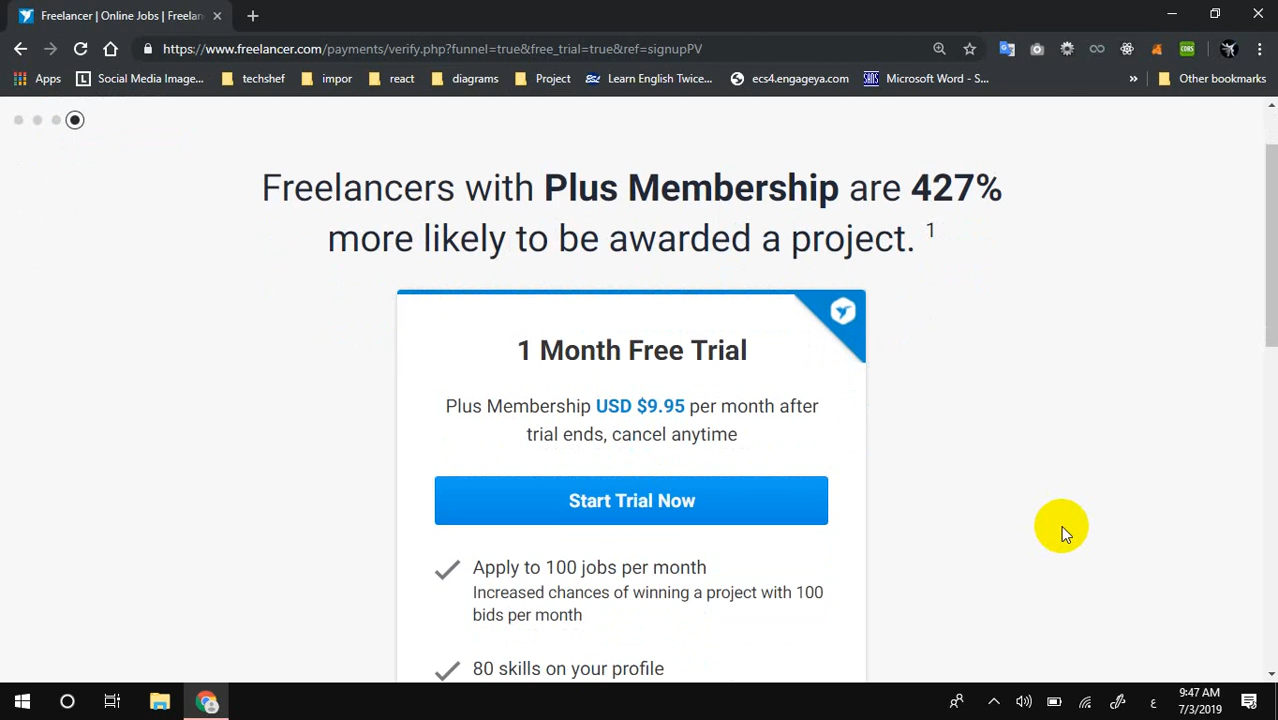 Freelancer | Online Jobs | Freelan
https://www.freelancer.com/payments/verify.php?funnel=true&free_trial=true&ref=signupPV
CORS
Apps
L
Social Media Image...
techshef
impor
react
diagrams
Project
Learn English Twice...
ecs4.engageya.com
Microsoft Word - S...
»
Other bookmarks
Freelancers with Plus Membership are 427%
more likely to be awarded a project. 1
1 Month Free Trial
Plus Membership USD $9.95 per month after
trial ends, cancel anytime
Start Trial Now
Apply to 100 jobs per month
Increased chances of winning a project with 100
bids per month
80 skills on your profile
ع
9:47 AM
7/3/2019